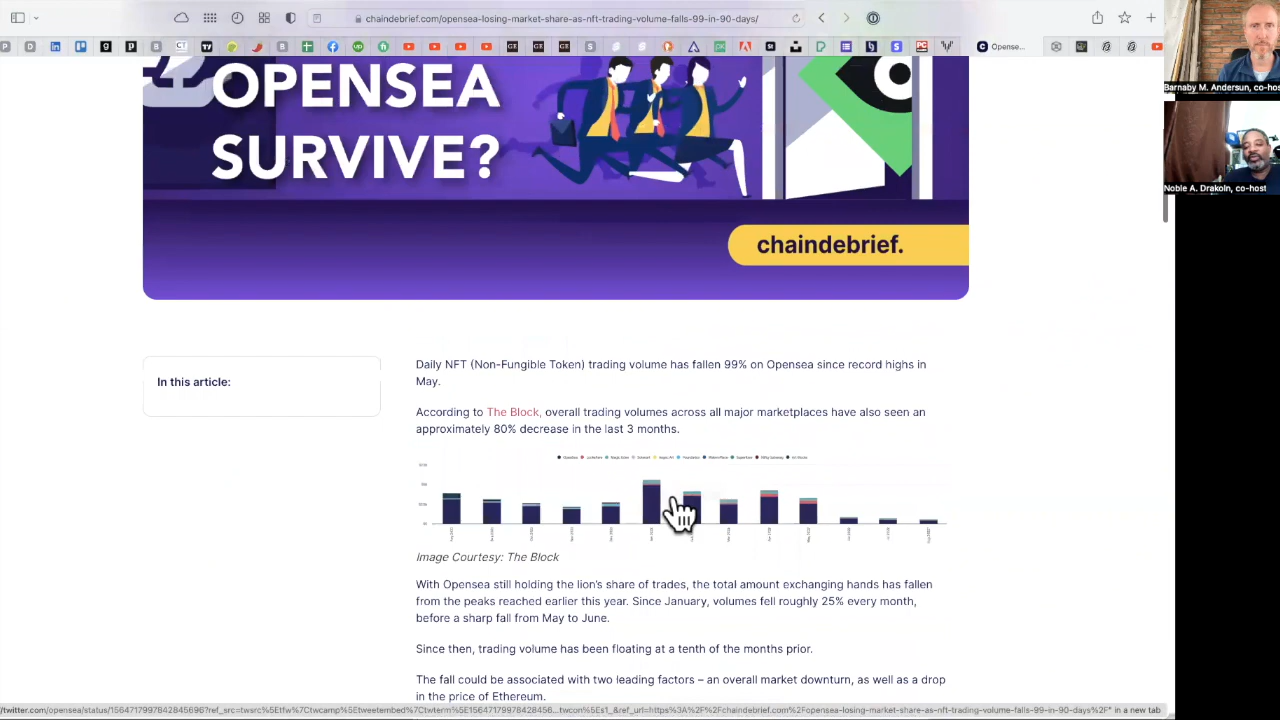 chaindebrief.com/opensea-losing-market-share-as-nft-trading-volume-falls-99-in-90-days/
Opense...
Barnaby M. Andersun, co-host
Noble A. Drakoln, co-host
OPENSEA
SURVIVE?
chaindebrief.
In this article:
Daily NFT (Non-Fungible Token) trading volume has fallen 99% on Opensea since record highs in
May.
According to The Block, overall trading volumes across all major marketplaces have also seen an
approximately 80% decrease in the last 3 months.
Image Courtesy: The Block
With Opensea still holding the lion's share of trades, the total amount exchanging hands has fallen
from the peaks reached earlier this year. Since January, volumes fell roughly 25% every month,
before a sharp fall from May to June.
Since then, trading volume has been floating at a tenth of the months prior.
The fall could be associated with two leading factors – an overall market downturn, as well as a drop
in the price of Ethereum.